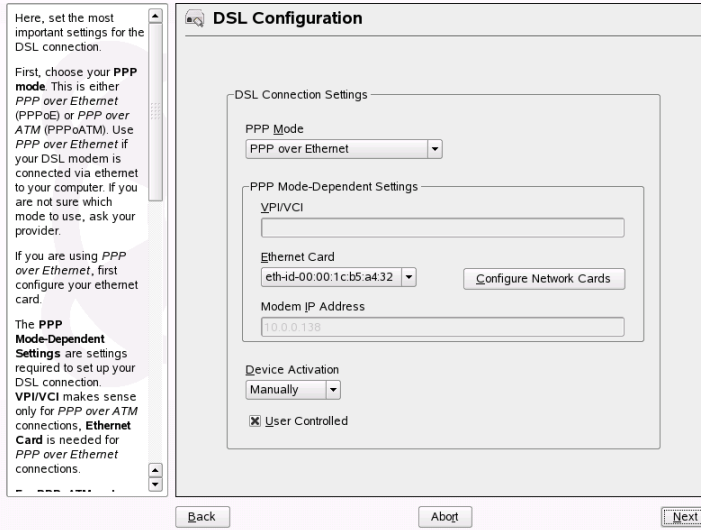 Here, set the most
important settings for the
DSL connection.
First, choose your PPP
mode. This is either
PPP over Ethernet
(PPPoE) or PPP over
ATM (PPPoATM). Use
PPP over Ethernet if
your DSL modem is
connected via ethernet
to your computer. If you
are not sure which
mode to use, ask your
provider.
If you are using PPP
over Ethernet, first
configure your ethernet
card.
The PPP
Mode-Dependent
Settings are settings
required to set up your
DSL connection.
VPI/VCI makes sense
only for PPP over ATM
connections, Ethernet
Card is needed for
PPP over Ethernet
connections.
DSL Configuration
DSL Connection Settings
PPP Mode
PPP over Ethernet
PPP Mode-Dependent Settings
VPI/VCI
Ethernet Card
eth-id-00:00:1c:b5:a4:32
Configure Network Cards
Modem IP Address
10.0.0.138
Device Activation
Manually
User Controlled
Back
Abort
Next